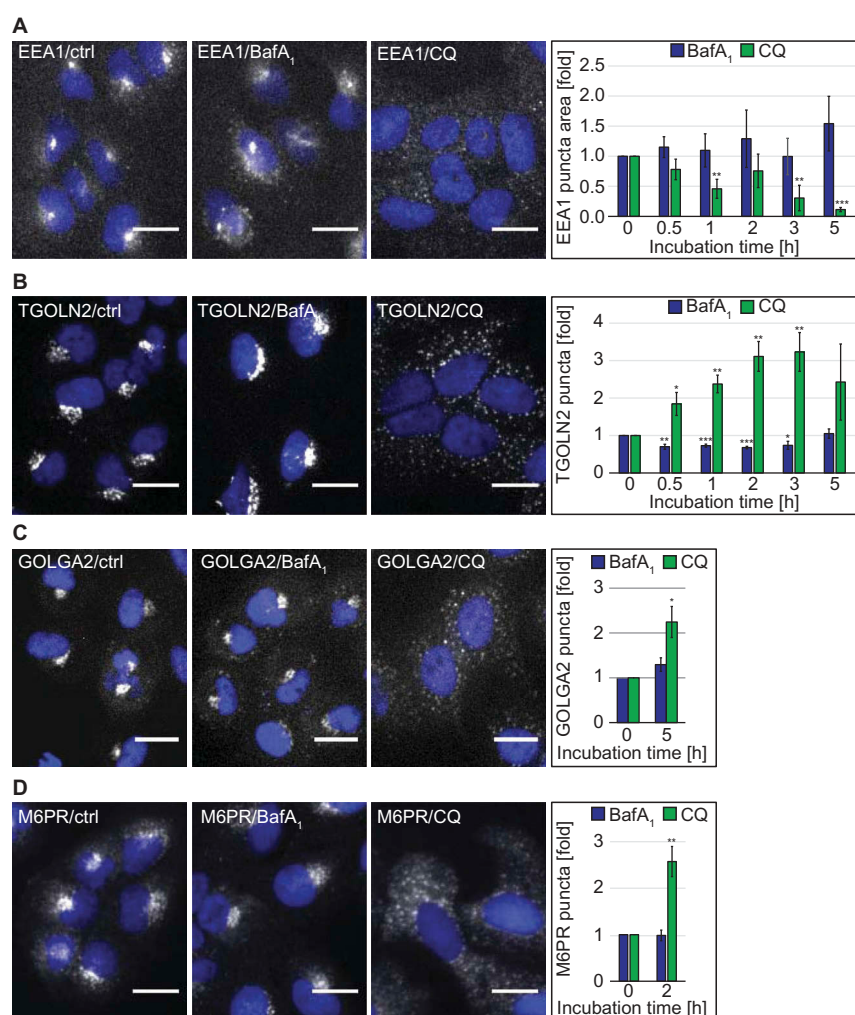 A
EEA1/ctrl
EEA1/BafA₁
EEA1/CQ
BafA₁ CQ
EEA1 puncta area [fold]
2.5
2.0
1.5
1.0
0.5
0.0
** ** ***
0 0.5 1 2 3 5
Incubation time [h]
B
TGOLN2/ctrl
TGOLN2/BafA
TGOLN2/CQ
BafA₁ CQ
TGOLN2 puncta [fold]
4
3
2
1
0
** * *** ** *** ** * **
0 0.5 1 2 3 5
Incubation time [h]
C
GOLGA2/ctrl
GOLGA2/BafA₁
GOLGA2/CQ
BafA₁ CQ
GOLGA2 puncta [fold]
3
2
1
0
*
0 5
Incubation time [h]
D
M6PR/ctrl
M6PR/BafA₁
M6PR/CQ
BafA₁ CQ
M6PR puncta [fold]
3
2
1
0
**
0 2
Incubation time [h]